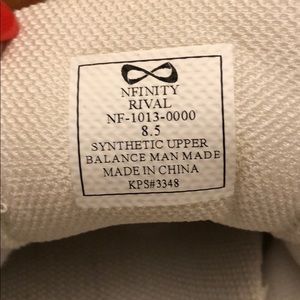 NFINITY
RIVAL
NF-1013-0000
8.5
SYNTHETIC UPPER
BALANCE MAN MADE
MADE IN CHINA
KPS#3348